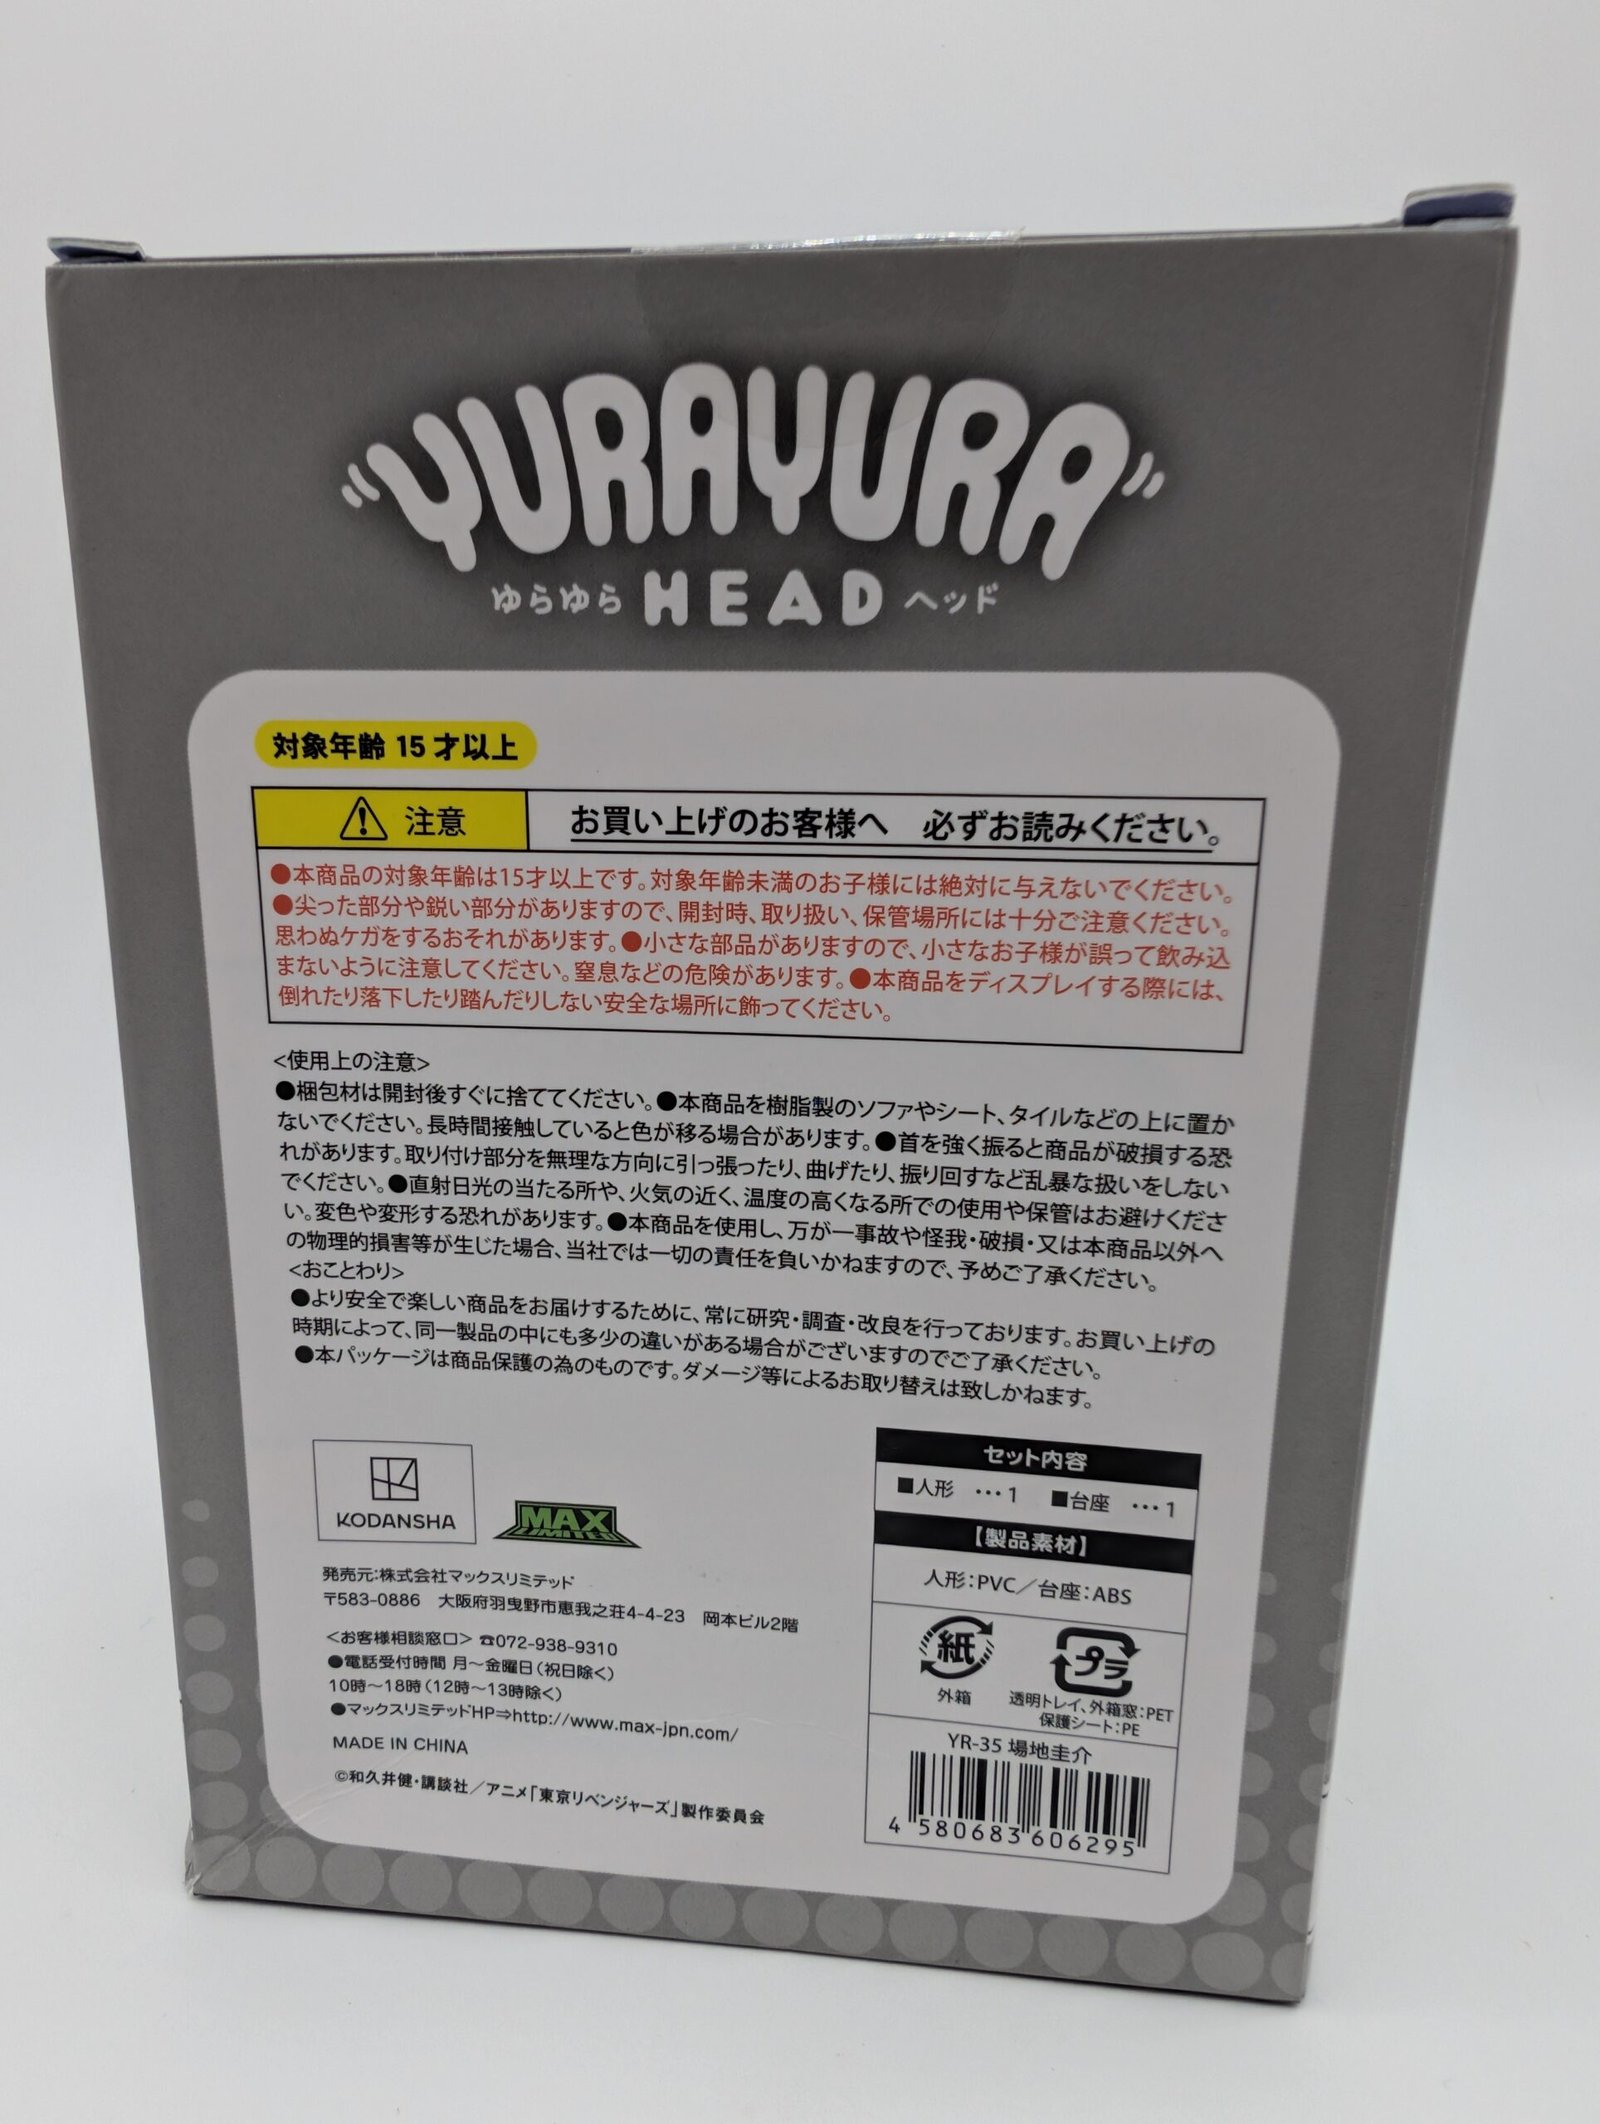 YURAYURA
ゆらゆら HEAD ヘッド
対象年齢 15 才以上
注意 お買い上げのお客様へ 必ずお読みください。
●本商品の対象年齢は15才以上です。対象年齢未満のお子様には絶対に与えないでください。
●尖った部分や鋭い部分がありますので、開封時、取り扱い、保管場所には十分ご注意ください。
思わぬケガをするおそれがあります。●小さな部品がありますので、小さなお子様が誤って飲み込
まないように注意してください。窒息などの危険があります。●本商品をディスプレイする際には、
倒れたり落下したり踏んだりしない安全な場所に飾ってください。
<使用上の注意>
●梱包材は開封後すぐに捨ててください。●本商品を樹脂製のソファやシート、タイルなどの上に置か
ないでください。長時間接触していると色が移る場合があります。●首を強く振ると商品が破損する恐
れがあります。取り付け部分を無理な方向に引っ張ったり、曲げたり、振り回すなど乱暴な扱いをしない
でください。●直射日光の当たる所や、火気の近く、温度の高くなる所での使用や保管はお避けくださ
い。変色や変形する恐れがあります。●本商品を使用し、万が一事故や怪我・破損・又は本商品以外へ
の物理的損害等が生じた場合、当社では一切の責任を負いかねますので、予めご了承ください。
<おことわり>
●より安全で楽しい商品をお届けするために、常に研究・調査・改良を行っております。お買い上げの
時期によって、同一製品の中にも多少の違いがある場合がございますのでご了承ください。
●本パッケージは商品保護の為のものです。ダメージ等によるお取り替えは致しかねます。
KODANSHA
MAX
LIMITED
発売元:株式会社マックスリミテッド
〒583-0886 大阪府羽曳野市恵我之荘4-4-23 岡本ビル2階
<お客様相談窓口> ☎072-938-9310
●電話受付時間 月〜金曜日(祝日除く)
10時〜18時(12時〜13時除く)
●マックスリミテッドHP⇒http://www.max-jpn.com/
MADE IN CHINA
©和久井健・講談社/アニメ「東京リベンジャーズ」製作委員会
セット内容
■人形 …1 ■台座 …1
【製品素材】
人形:PVC/台座:ABS
紙
外箱
プラ
透明トレイ、外箱窓:PET
保護シート:PE
YR-35 場地圭介
4 580683 606295